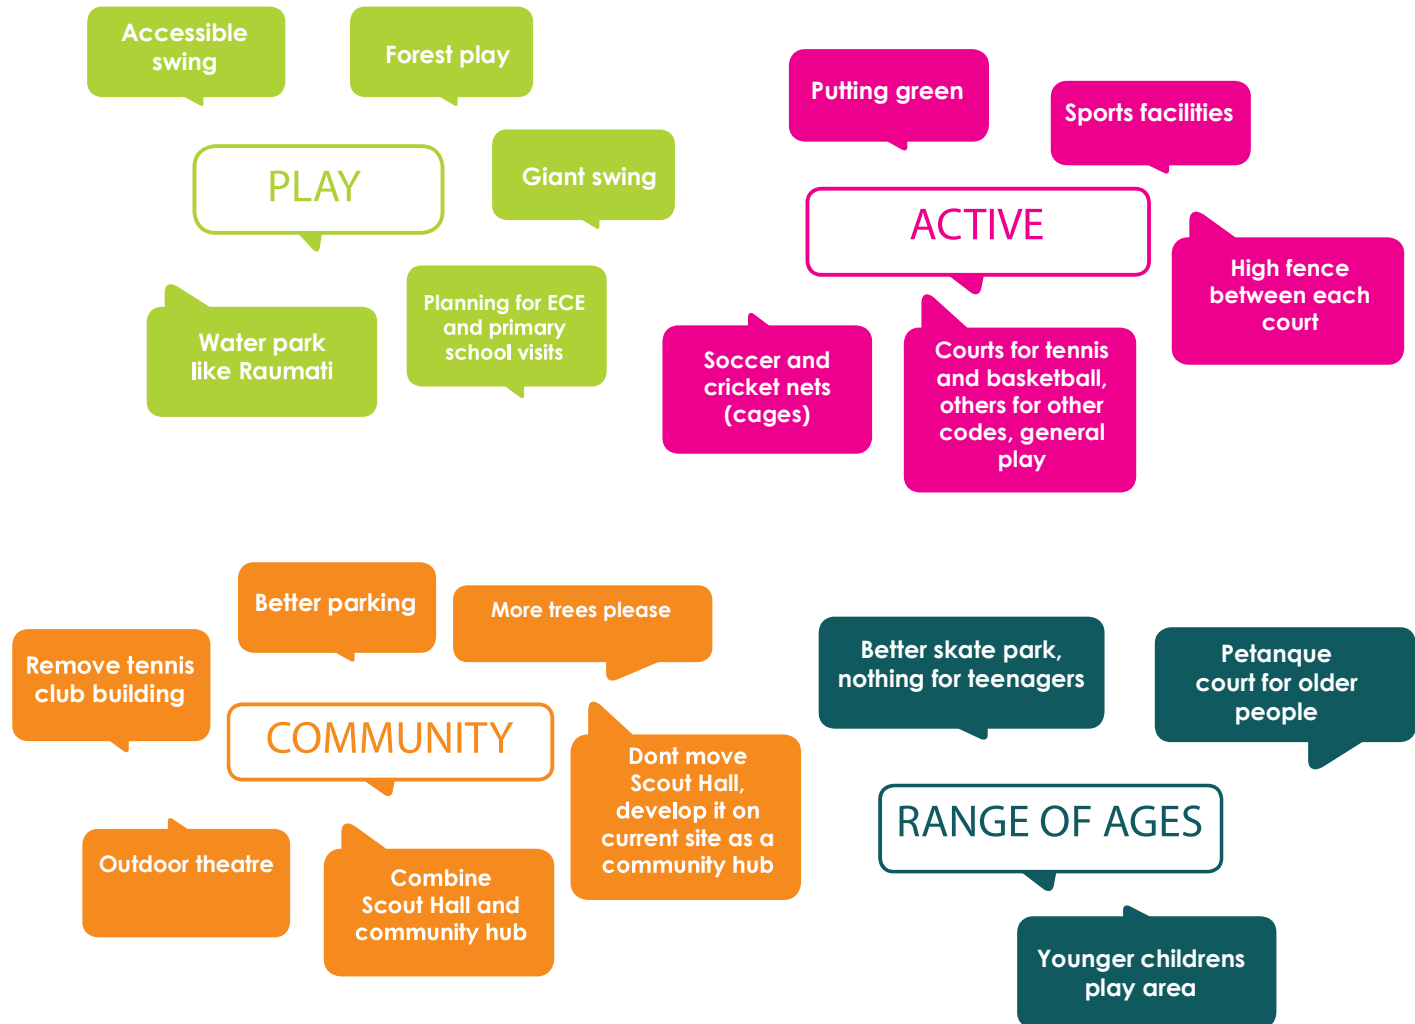 Accessible
swing
Forest play
PLAY
Giant swing
Planning for ECE
and primary
school visits
Water park
like Raumati
Putting green
Sports facilities
ACTIVE
High fence
between each
court
Soccer and
cricket nets
(cages)
Courts for tennis
and basketball,
others for other
codes, general
play
Better parking
More trees please
Remove tennis
club building
COMMUNITY
Dont move
Scout Hall,
develop it on
current site as a
community hub
Outdoor theatre
Combine
Scout Hall and
community hub
Better skate park,
nothing for teenagers
Petanque
court for older
people
RANGE OF AGES
Younger childrens
play area